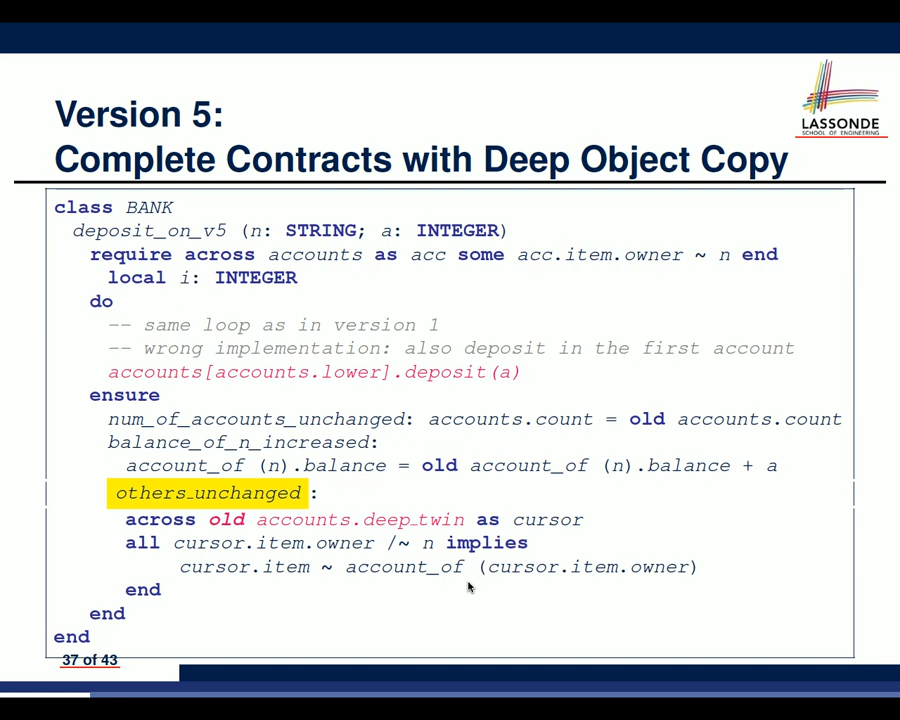 LASSONDE
SCHOOL OF ENGINEERING
Version 5:
Complete Contracts with Deep Object Copy
class BANK
deposit_on_v5 (n: STRING; a: INTEGER)
require across accounts as acc some acc.item.owner ~ n end
local i: INTEGER
do
-- same loop as in version 1
-- wrong implementation: also deposit in the first account
accounts[accounts.lower].deposit(a)
ensure
num_of_accounts_unchanged: accounts.count = old accounts.count
balance_of_n_increased:
account_of (n).balance = old account_of (n).balance + a
others_unchanged :
across old accounts.deep_twin as cursor
all cursor.item.owner /~ n implies
cursor.item ~ account_of (cursor.item.owner)
end
end
end
37 of 43